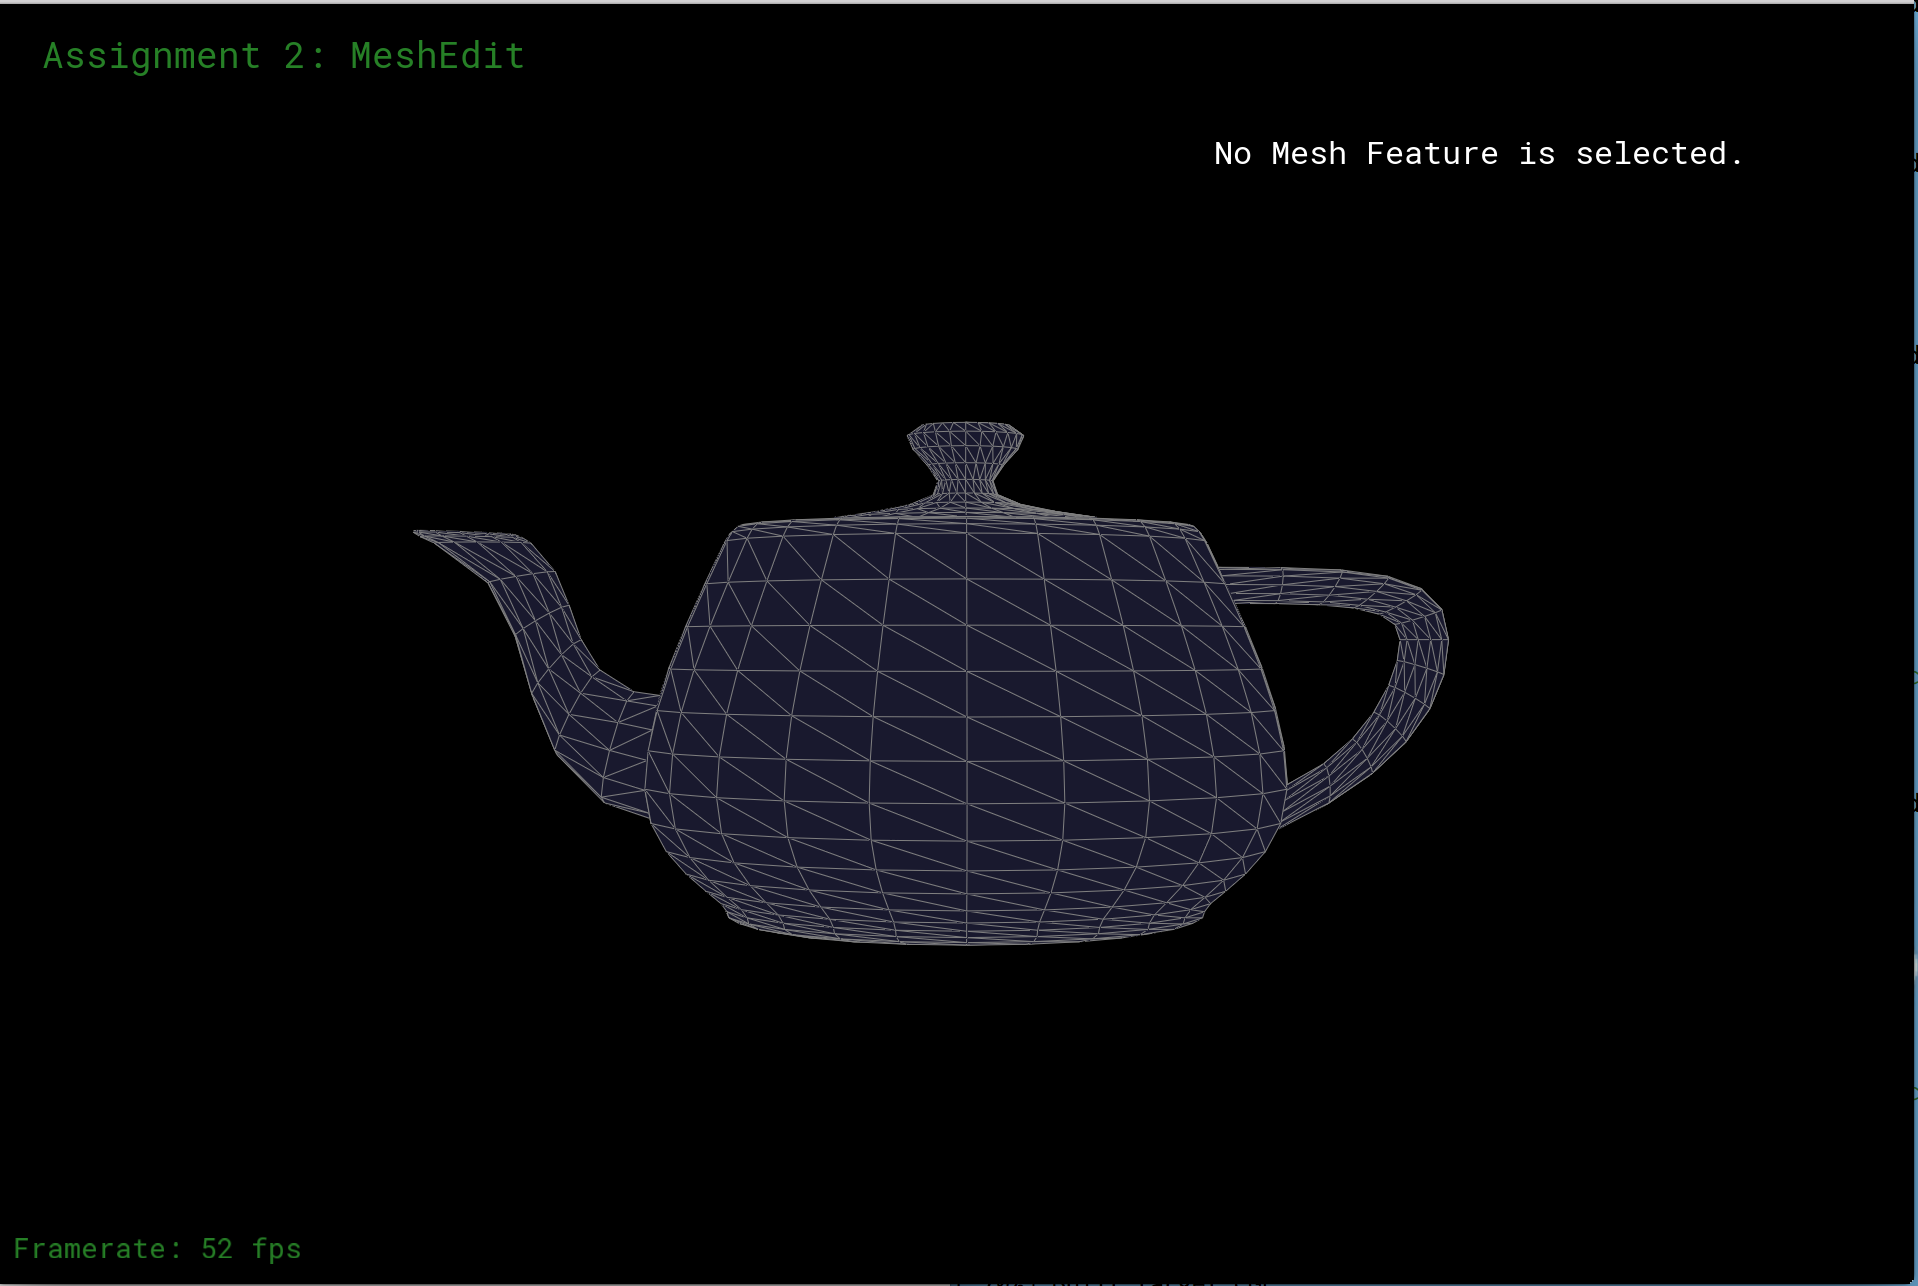 Assignment 2: MeshEdit
No Mesh Feature is selected.
Framerate: 52 fps